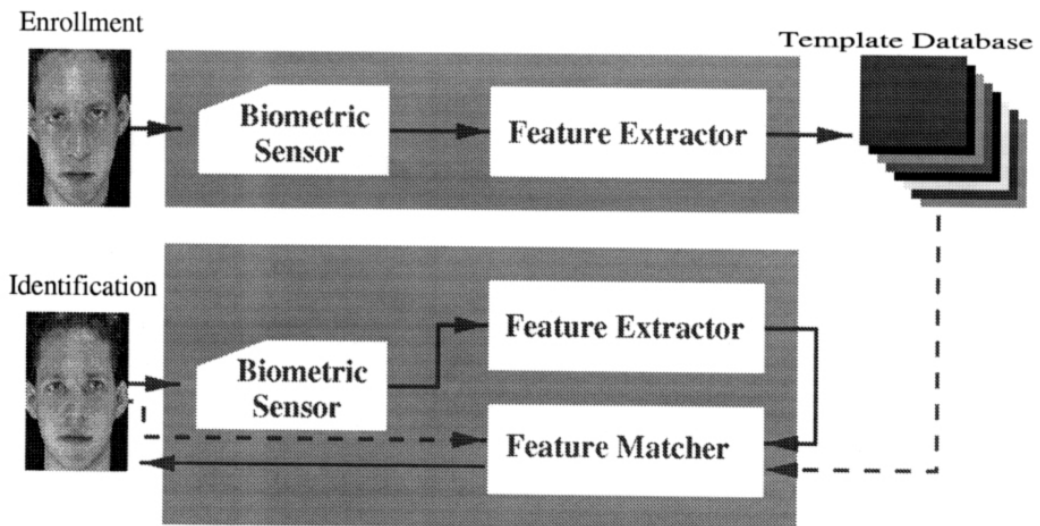 Enrollment
Template Database
Biometric
Sensor
Feature Extractor
Identification
Feature Extractor
Biometric
Sensor
Feature Matcher